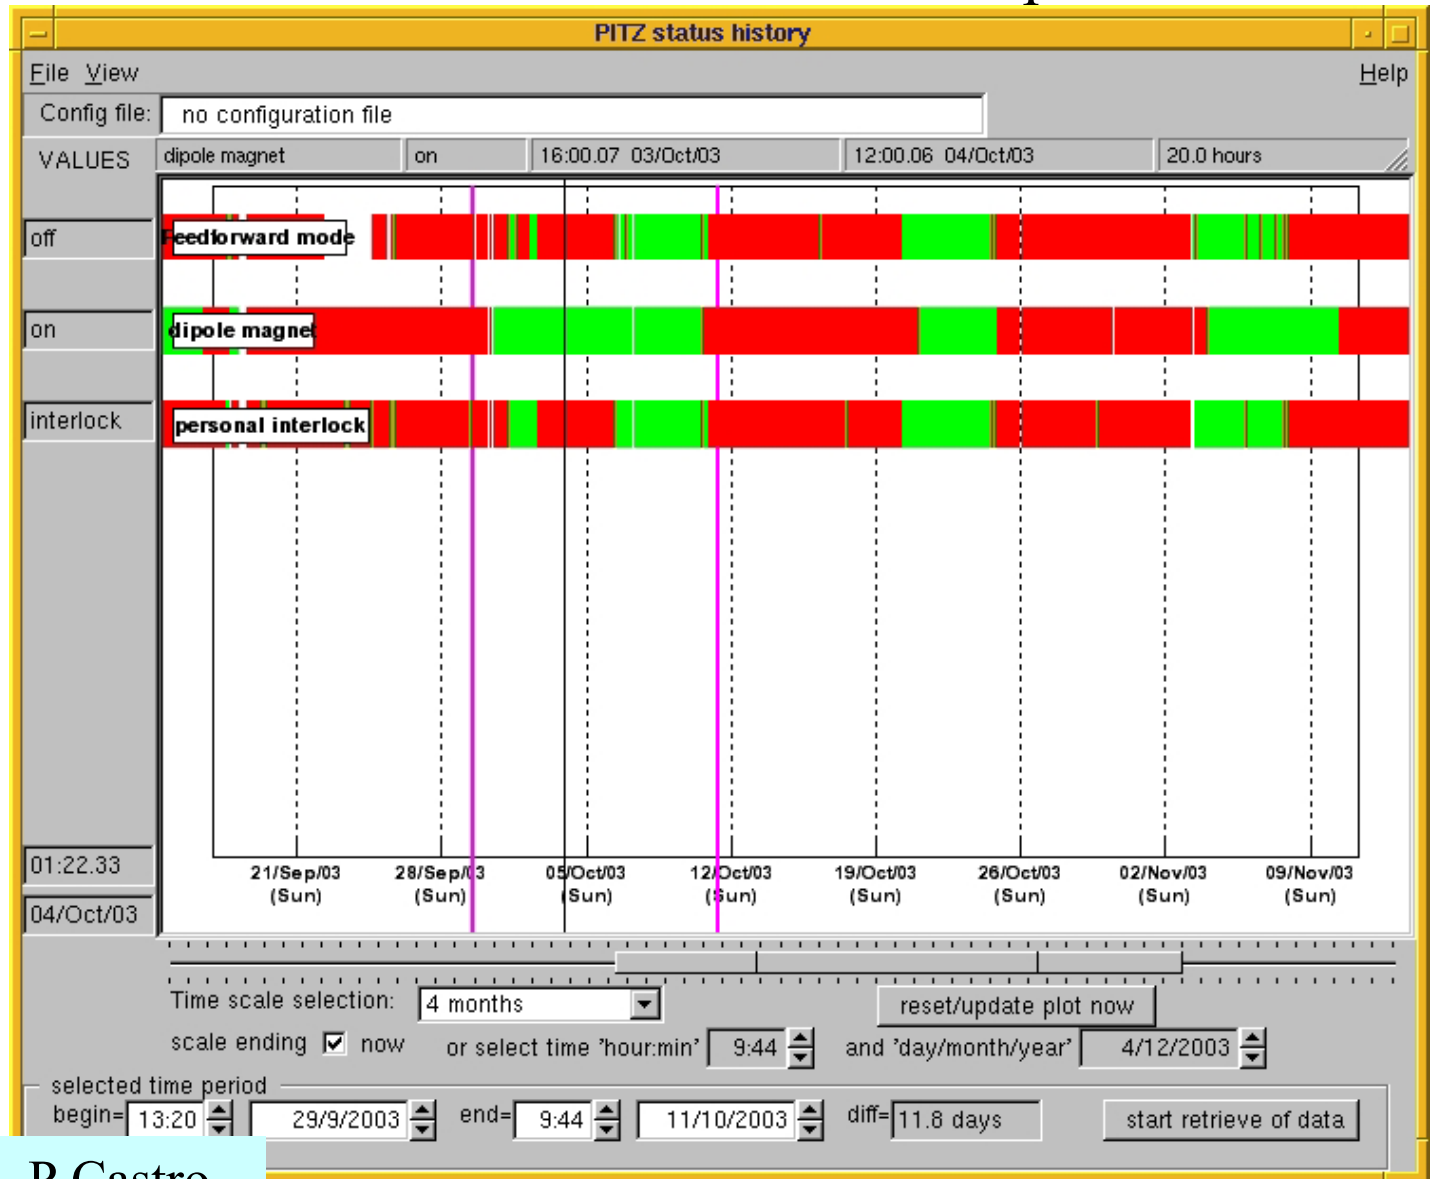 PITZ status history
File View Help
Config file: no configuration file
VALUES dipole magnet on 16:00.07 03/Oct/03 12:00.06 04/Oct/03 20.0 hours
off Feedforward mode
on dipole magnet
interlock personal interlock
01:22.33
04/Oct/03
21/Sep/03 28/Sep/03 05/Oct/03 12/Oct/03 19/Oct/03 26/Oct/03 02/Nov/03 09/Nov/03
(Sun) (Sun) (Sun) (Sun) (Sun) (Sun) (Sun) (Sun)
Time scale selection: 4 months reset/update plot now
scale ending now or select time 'hour:min' 9:44 and 'day/month/year' 4/12/2003
selected time period
begin= 13:20 29/9/2003 end= 9:44 11/10/2003 diff= 11.8 days start retrieve of data
P.Castro